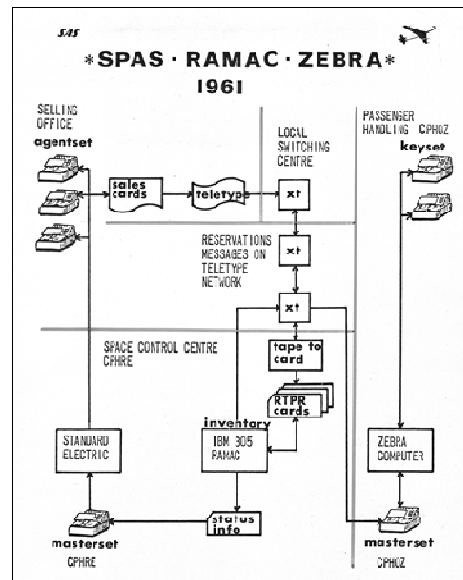 SAS
*SPAS · RAMAC · ZEBRA*
1961
SELLING
OFFICE
agentset
LOCAL
SWITCHING
CENTRE
PASSENGER
HANDLING CPHOZ
keyset
sales
cards
teletype
xt
RESERVATIONS
MESSAGES ON
TELETYPE
NETWORK
xt
xt
SPACE CONTROL CENTRE
CPHRE
tape to
card
RTPR
cards
inventory
STANDARD
ELECTRIC
IBM 305
RAMAC
ZEBRA
COMPUTER
status
info
masterset
CPHRE
masterset
CPHOZ